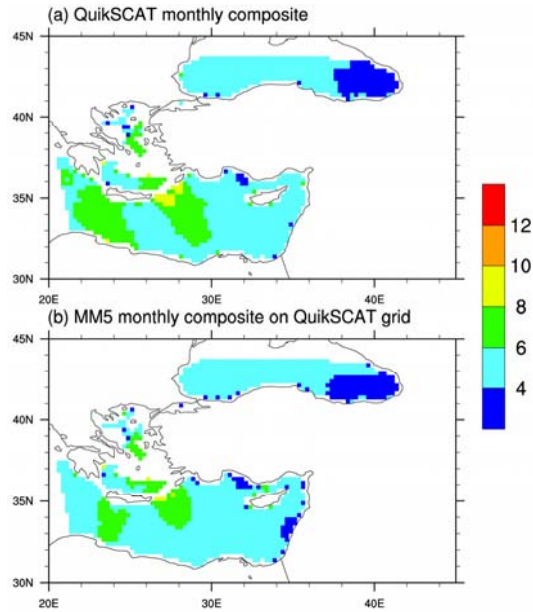 (a) QuikSCAT monthly composite
45N
40N
35N
30N
20E 30E 40E
(b) MM5 monthly composite on QuikSCAT grid
45N
40N
35N
30N
20E 30E 40E
12
10
8
6
4